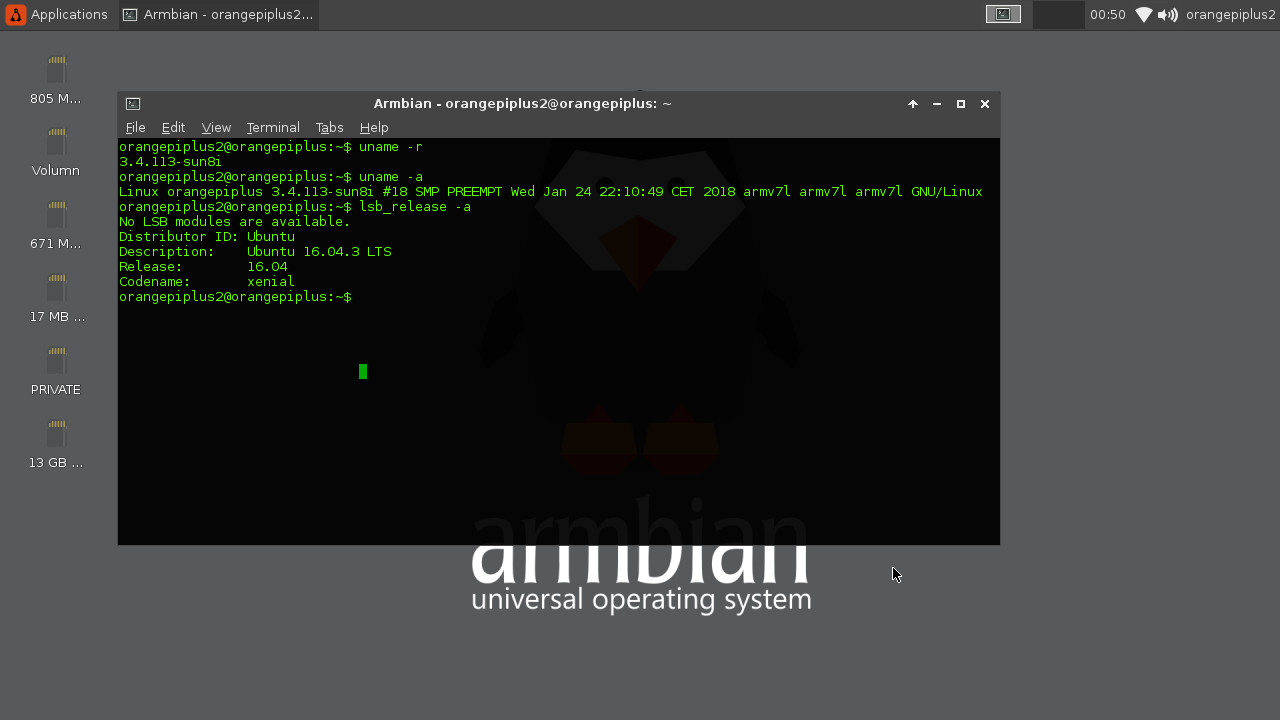 Applications
Armbian - orangepiplus2...
00:50
orangepiplus2
805 M...
Volumn
671 M...
17 MB ...
PRIVATE
13 GB ...
Armbian - orangepiplus2@orangepiplus: ~
File Edit View Terminal Tabs Help
orangepiplus2@orangepiplus:~$ uname -r
3.4.113-sun8i
orangepiplus2@orangepiplus:~$ uname -a
Linux orangepiplus 3.4.113-sun8i #18 SMP PREEMPT Wed Jan 24 22:10:49 CET 2018 armv7l armv7l armv7l GNU/Linux
orangepiplus2@orangepiplus:~$ lsb_release -a
No LSB modules are available.
Distributor ID: Ubuntu
Description:    Ubuntu 16.04.3 LTS
Release:        16.04
Codename:       xenial
orangepiplus2@orangepiplus:~$
armbian
universal operating system